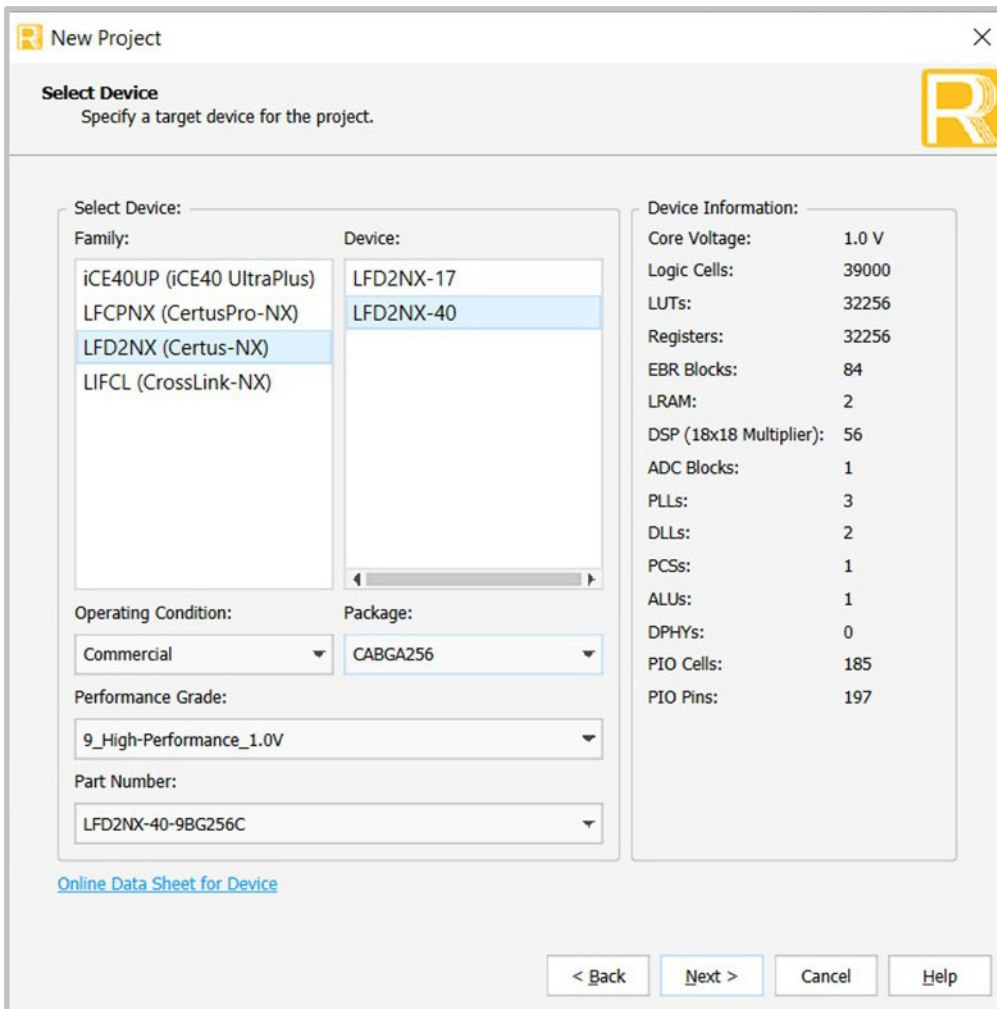 New Project
Select Device
Specify a target device for the project.
R
Select Device:
Family:
Device:
iCE40UP (iCE40 UltraPlus)
LFCPNX (CertusPro-NX)
LFD2NX (Certus-NX)
LIFCL (CrossLink-NX)
LFD2NX-17
LFD2NX-40
Operating Condition:
Package:
Commercial
CABGA256
Performance Grade:
9_High-Performance_1.0V
Part Number:
LFD2NX-40-9BG256C
Online Data Sheet for Device
Device Information:
Core Voltage: 1.0 V
Logic Cells: 39000
LUTs: 32256
Registers: 32256
EBR Blocks: 84
LRAM: 2
DSP (18x18 Multiplier): 56
ADC Blocks: 1
PLLs: 3
DLLs: 2
PCSs: 1
ALUs: 1
DPHYs: 0
PIO Cells: 185
PIO Pins: 197
< Back Next > Cancel Help